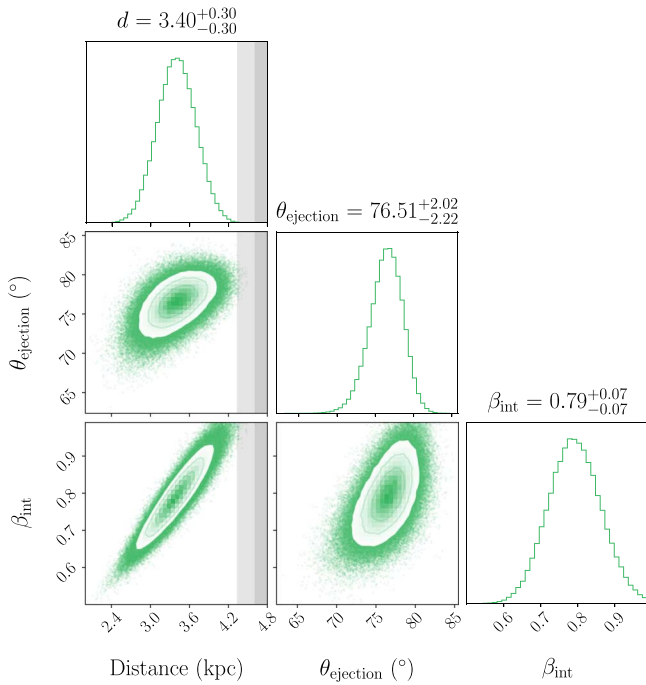 d = 3.40^{+0.30}_{-0.30}
θ_ejection = 76.51^{+2.02}_{-2.22}
β_int = 0.79^{+0.07}_{-0.07}
θ_ejection (°)
85
80
75
70
65
β_int
0.9
0.8
0.7
0.6
2.4 3.0 3.6 4.2 4.8
65 70 75 80 85
0.6 0.7 0.8 0.9
Distance (kpc) θ_ejection (°) β_int